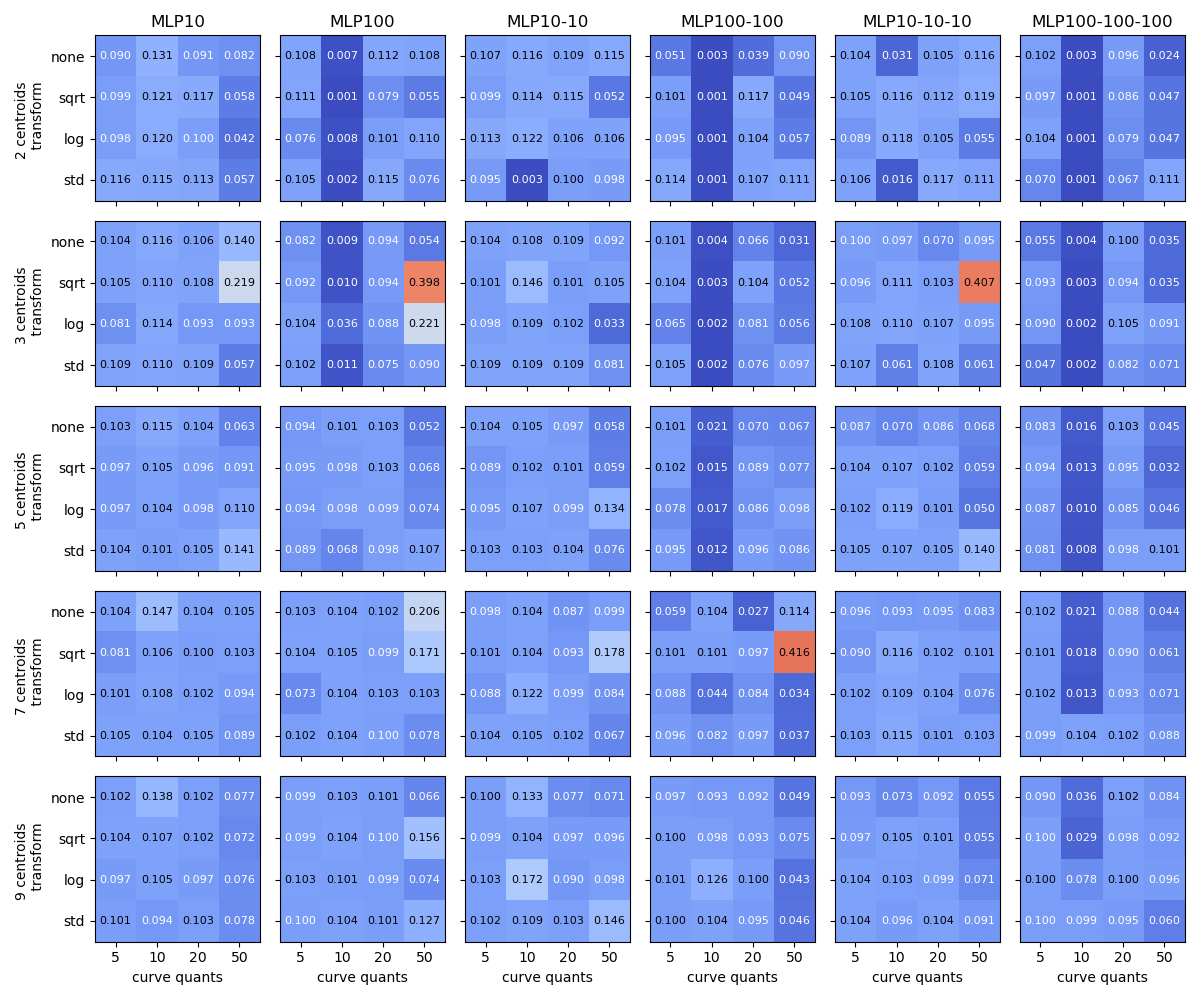 MLP10 MLP100 MLP10-10 MLP100-100 MLP10-10-10 MLP100-100-100
2 centroids
transform
none 0.090 0.131 0.091 0.082 0.108 0.007 0.112 0.108 0.107 0.116 0.109 0.115 0.051 0.003 0.039 0.090 0.104 0.031 0.105 0.116 0.102 0.003 0.096 0.024
sqrt 0.099 0.121 0.117 0.058 0.111 0.001 0.079 0.055 0.099 0.114 0.115 0.052 0.101 0.001 0.117 0.049 0.105 0.116 0.112 0.119 0.097 0.001 0.086 0.047
log 0.098 0.120 0.100 0.042 0.076 0.008 0.101 0.110 0.113 0.122 0.106 0.106 0.095 0.001 0.104 0.057 0.089 0.118 0.105 0.055 0.104 0.001 0.079 0.047
std 0.116 0.115 0.113 0.057 0.105 0.002 0.115 0.076 0.095 0.003 0.100 0.098 0.114 0.001 0.107 0.111 0.106 0.016 0.117 0.111 0.070 0.001 0.067 0.111
3 centroids
transform
none 0.104 0.116 0.106 0.140 0.082 0.009 0.094 0.054 0.104 0.108 0.109 0.092 0.101 0.004 0.066 0.031 0.100 0.097 0.070 0.095 0.055 0.004 0.100 0.035
sqrt 0.105 0.110 0.108 0.219 0.092 0.010 0.094 0.398 0.101 0.146 0.101 0.105 0.104 0.003 0.104 0.052 0.096 0.111 0.103 0.407 0.093 0.003 0.094 0.035
log 0.081 0.114 0.093 0.093 0.104 0.036 0.088 0.221 0.098 0.109 0.102 0.033 0.065 0.002 0.081 0.056 0.108 0.110 0.107 0.095 0.090 0.002 0.105 0.091
std 0.109 0.110 0.109 0.057 0.102 0.011 0.075 0.090 0.109 0.109 0.109 0.081 0.105 0.002 0.076 0.097 0.107 0.061 0.108 0.061 0.047 0.002 0.082 0.071
5 centroids
transform
none 0.103 0.115 0.104 0.063 0.094 0.101 0.103 0.052 0.104 0.105 0.097 0.058 0.101 0.021 0.070 0.067 0.087 0.070 0.086 0.068 0.083 0.016 0.103 0.045
sqrt 0.097 0.105 0.096 0.091 0.095 0.098 0.103 0.068 0.089 0.102 0.101 0.059 0.102 0.015 0.089 0.077 0.104 0.107 0.102 0.059 0.094 0.013 0.095 0.032
log 0.097 0.104 0.098 0.110 0.094 0.098 0.099 0.074 0.095 0.107 0.099 0.134 0.078 0.017 0.086 0.098 0.102 0.119 0.101 0.050 0.087 0.010 0.085 0.046
std 0.104 0.101 0.105 0.141 0.089 0.068 0.098 0.107 0.103 0.103 0.104 0.076 0.095 0.012 0.096 0.086 0.105 0.107 0.105 0.140 0.081 0.008 0.098 0.101
7 centroids
transform
none 0.104 0.147 0.104 0.105 0.103 0.104 0.102 0.206 0.098 0.104 0.087 0.099 0.059 0.104 0.027 0.114 0.096 0.093 0.095 0.083 0.102 0.021 0.088 0.044
sqrt 0.081 0.106 0.100 0.103 0.104 0.105 0.099 0.171 0.101 0.104 0.093 0.178 0.101 0.101 0.097 0.416 0.090 0.116 0.102 0.101 0.101 0.018 0.090 0.061
log 0.101 0.108 0.102 0.094 0.073 0.104 0.103 0.103 0.088 0.122 0.099 0.084 0.088 0.044 0.084 0.034 0.102 0.109 0.104 0.076 0.102 0.013 0.093 0.071
std 0.105 0.104 0.105 0.089 0.102 0.104 0.100 0.078 0.104 0.105 0.102 0.067 0.096 0.082 0.097 0.037 0.103 0.115 0.101 0.103 0.099 0.104 0.102 0.088
9 centroids
transform
none 0.102 0.138 0.102 0.077 0.099 0.103 0.101 0.066 0.100 0.133 0.077 0.071 0.097 0.093 0.092 0.049 0.093 0.073 0.092 0.055 0.090 0.036 0.102 0.084
sqrt 0.104 0.107 0.102 0.072 0.099 0.104 0.100 0.156 0.099 0.104 0.097 0.096 0.100 0.098 0.093 0.075 0.097 0.105 0.101 0.055 0.100 0.029 0.098 0.092
log 0.097 0.105 0.097 0.076 0.103 0.101 0.099 0.074 0.103 0.172 0.090 0.098 0.101 0.126 0.100 0.043 0.104 0.103 0.099 0.071 0.100 0.078 0.100 0.096
std 0.101 0.094 0.103 0.078 0.100 0.104 0.101 0.127 0.102 0.109 0.103 0.146 0.100 0.104 0.095 0.046 0.104 0.096 0.104 0.091 0.100 0.099 0.095 0.060
5 10 20 50 5 10 20 50 5 10 20 50 5 10 20 50 5 10 20 50 5 10 20 50
curve quants curve quants curve quants curve quants curve quants curve quants